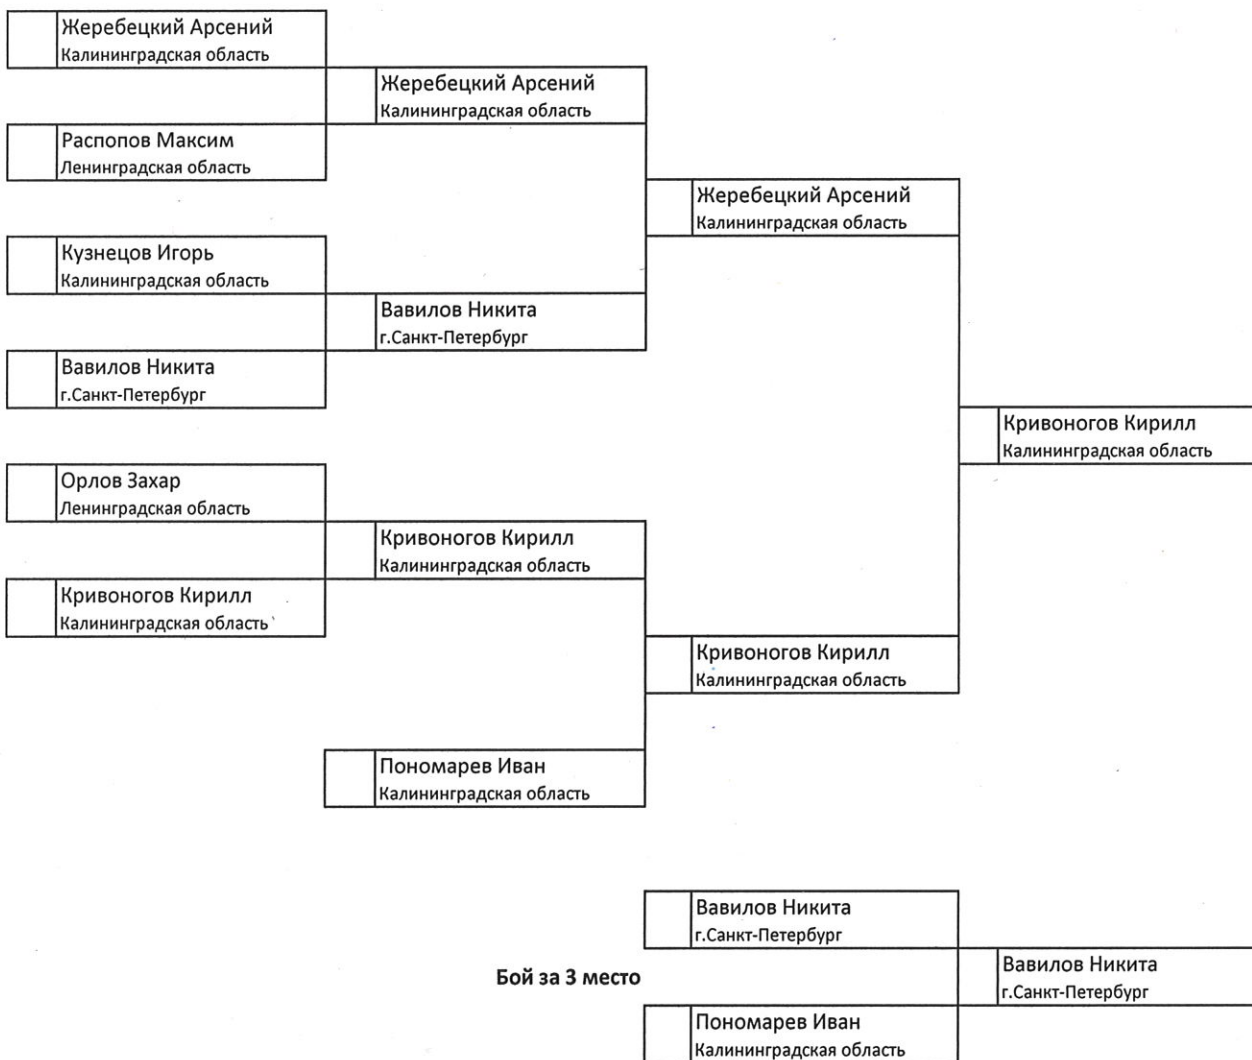 Жеребецкий Арсений
Калининградская область
Жеребецкий Арсений
Калининградская область
Распопов Максим
Ленинградская область
Жеребецкий Арсений
Калининградская область
Кузнецов Игорь
Калининградская область
Вавилов Никита
г.Санкт-Петербург
Вавилов Никита
г.Санкт-Петербург
Кривоногов Кирилл
Калининградская область
Орлов Захар
Ленинградская область
Кривоногов Кирилл
Калининградская область
Кривоногов Кирилл
Калининградская область
Кривоногов Кирилл
Калининградская область
Пономарев Иван
Калининградская область
Вавилов Никита
г.Санкт-Петербург
Бой за 3 место
Вавилов Никита
г.Санкт-Петербург
Пономарев Иван
Калининградская область